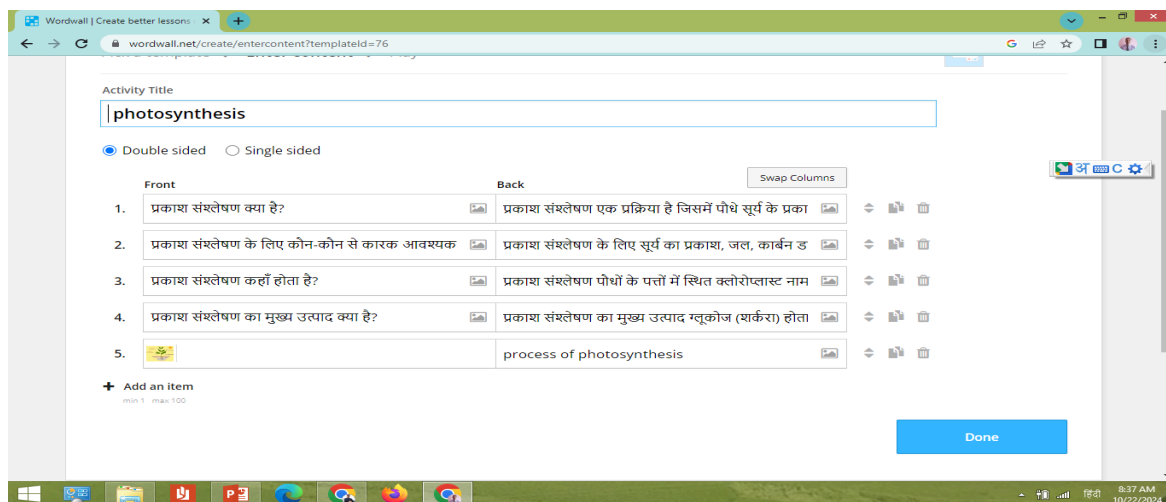 Wordwall | Create better lessons
wordwall.net/create/entercontent?templateId=76
Activity Title
photosynthesis
Double sided Single sided
Swap Columns
Front Back
1. प्रकाश संश्लेषण क्या है? प्रकाश संश्लेषण एक प्रक्रिया है जिसमें पौधे सूर्य के प्रका
2. प्रकाश संश्लेषण के लिए कौन-कौन से कारक आवश्यक प्रकाश संश्लेषण के लिए सूर्य का प्रकाश, जल, कार्बन ड
3. प्रकाश संश्लेषण कहाँ होता है? प्रकाश संश्लेषण पौधों के पत्तों में स्थित क्लोरोप्लास्ट नाम
4. प्रकाश संश्लेषण का मुख्य उत्पाद क्या है? प्रकाश संश्लेषण का मुख्य उत्पाद ग्लूकोज (शर्करा) होता
5. process of photosynthesis
Add an item
min 1 max 100
Done
अ C
हिंदी 8:37 AM
10/22/2024